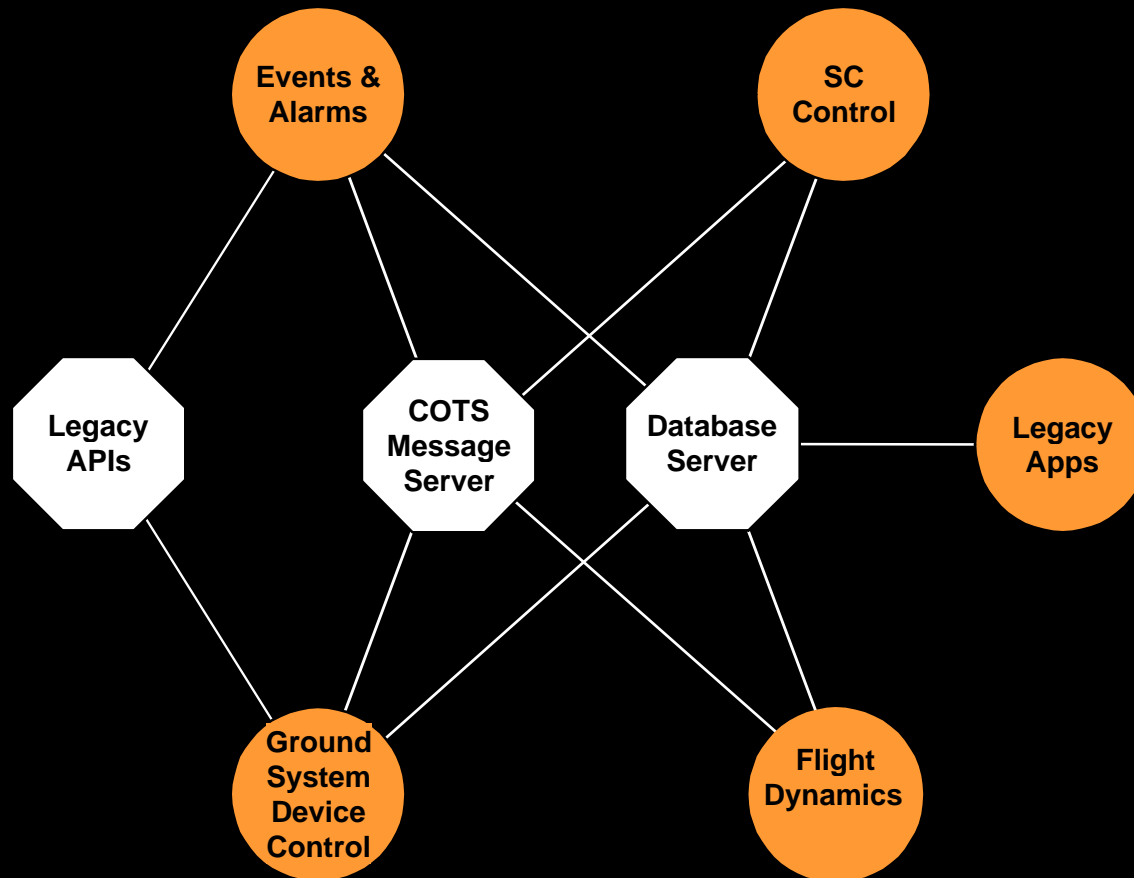 Events &
Alarms
SC
Control
Legacy
APIs
COTS
Message
Server
Database
Server
Legacy
Apps
Ground
System
Device
Control
Flight
Dynamics